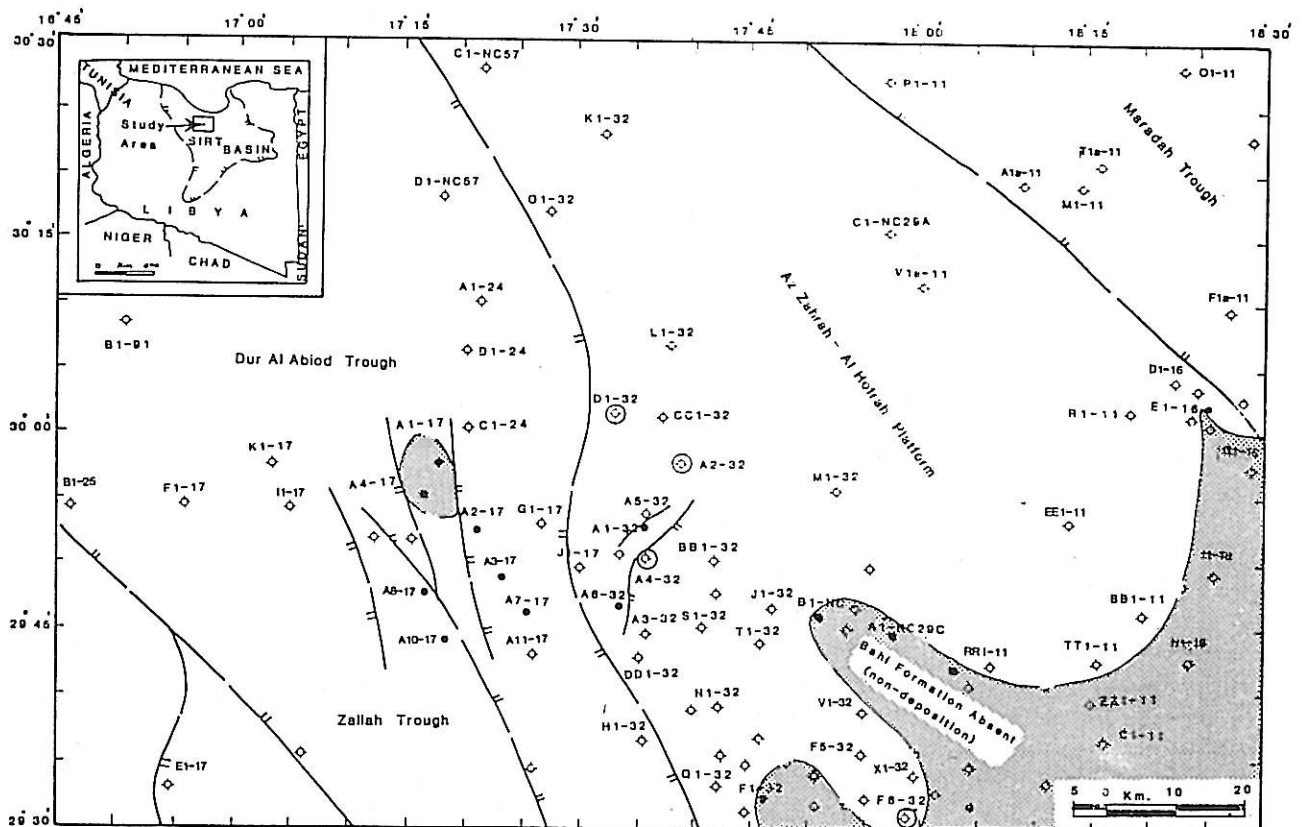 16° 45'
17° 00'
17° 15'
17° 30'
17° 45'
18° 00'
18° 15'
18° 30'
30° 30'
30° 15'
30° 00'
29° 45'
29° 30'
MEDITERRANEAN SEA
TUNISIA
ALGERIA
EGYPT
Study
Area
SIRT BASIN
LIBYA
NIGER
CHAD
SUDAN
C1-NC57
P1-11
O1-11
K1-32
Maradah Trough
A1a-11
M1-11
D1-NC57
O1-32
C1-NC29A
V1a-11
A1-24
F1a-11
B1-91
L1-32
Az Zahrah - Al Hofrah Platform
Dur Al Abiod Trough
D1-24
D1-16
D1-32
CC1-32
R1-11
E1-16
A1-17
C1-24
K1-17
A2-32
M1-32
B1-25
F1-17
I1-17
A4-17
A2-17
G1-17
A5-32
A1-32
EE1-11
A3-17
J1-17
BB1-32
A4-32
A8-17
A7-17
A6-32
J1-32
BB1-11
A10-17
A11-17
A3-32
S1-32
T1-32
A1-NC29C
DD1-32
RR1-11
TT1-11
Bahi Formation Absent
(non-deposition)
Zallah Trough
N1-32
V1-32
H1-32
F5-32
C1-11
E1-17
Q1-32
X1-32
F1-32
F6-32
5 0 Km. 10 20